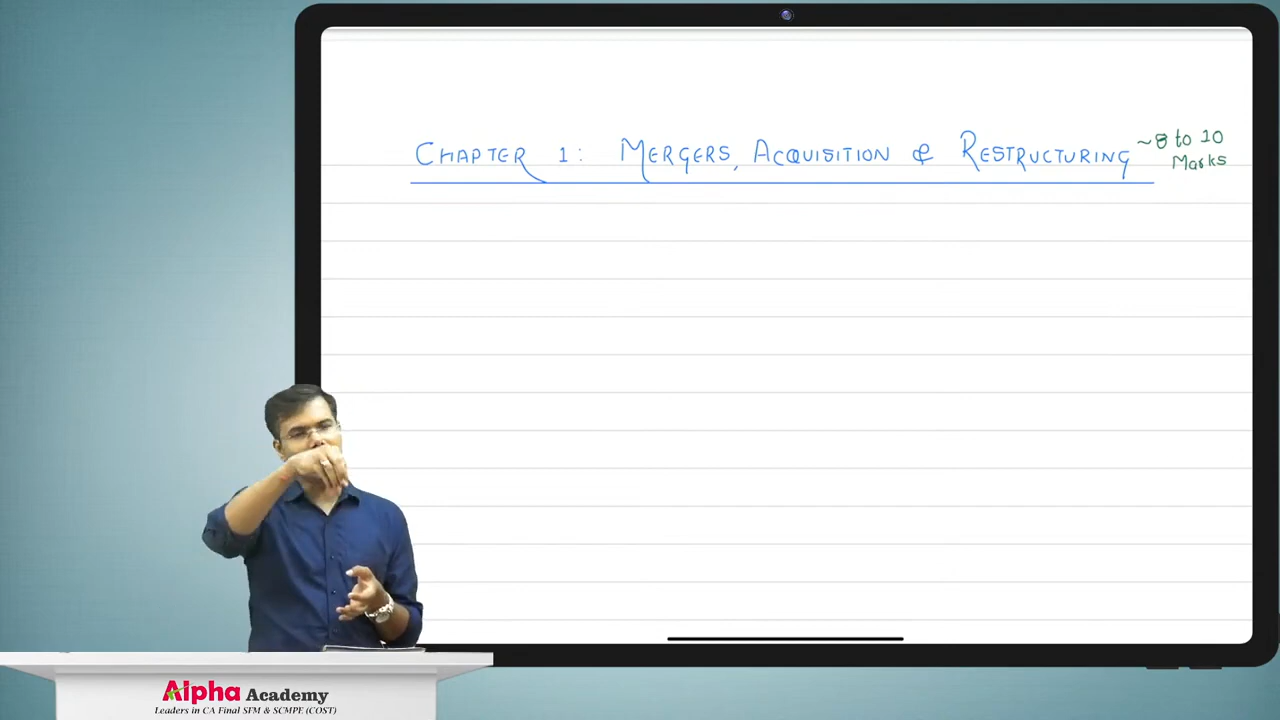 CHAPTER 1: MERGERS, ACQUISITION & RESTRUCTURING
~8 to 10
Marks
Alpha Academy
Leaders in CA Final SFM & SCMPE (COST)